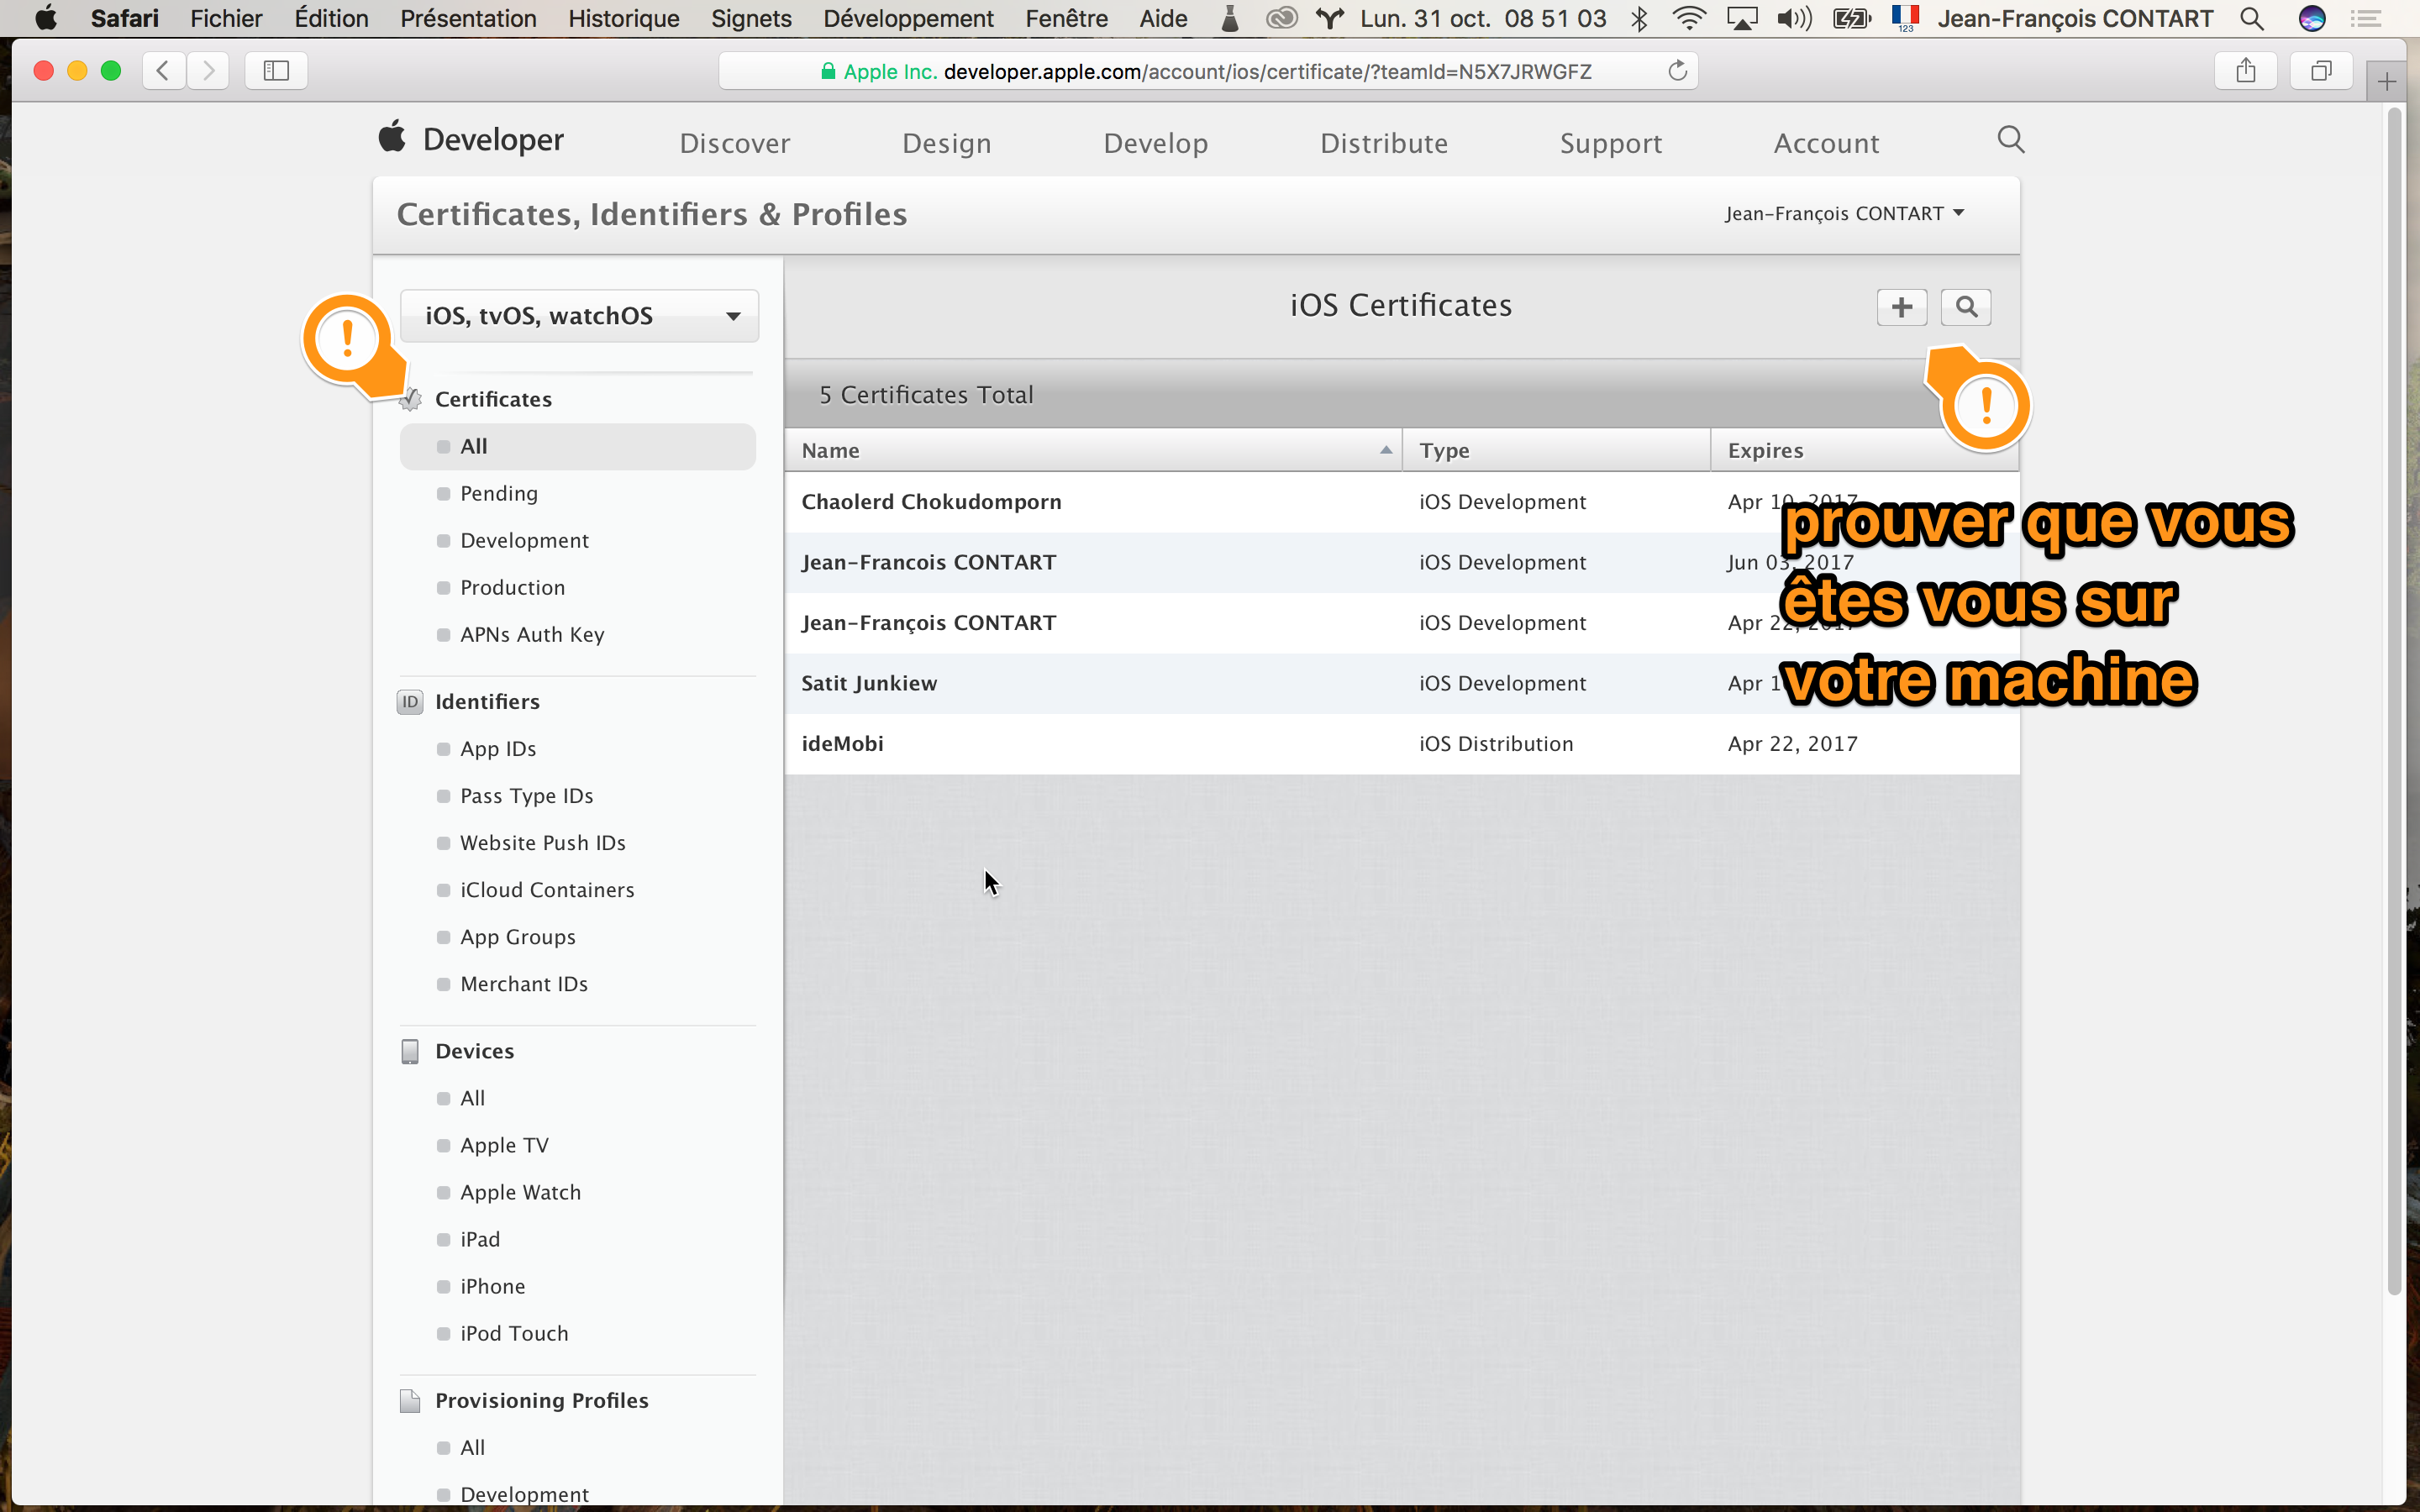 Safari Fichier Édition Présentation Historique Signets Développement Fenêtre Aide Lun. 31 oct. 08 51 03 123 Jean-François CONTART
Apple Inc. developer.apple.com/account/ios/certificate/?teamId=N5X7JRWGFZ
Developer Discover Design Develop Distribute Support Account
Certificates, Identifiers & Profiles
Jean-François CONTART
iOS, tvOS, watchOS
Certificates
All
Pending
Development
Production
APNs Auth Key
ID Identifiers
App IDs
Pass Type IDs
Website Push IDs
iCloud Containers
App Groups
Merchant IDs
Devices
All
Apple TV
Apple Watch
iPad
iPhone
iPod Touch
Provisioning Profiles
All
Development
iOS Certificates
5 Certificates Total
Name Type Expires
Chaolerd Chokudomporn iOS Development Apr 10, 2017
Jean-Francois CONTART iOS Development Jun 03, 2017
Jean-François CONTART iOS Development Apr 22, 2017
Satit Junkiew iOS Development Apr
ideMobi iOS Distribution Apr 22, 2017
!
!
prouver que vous
êtes vous sur
votre machine